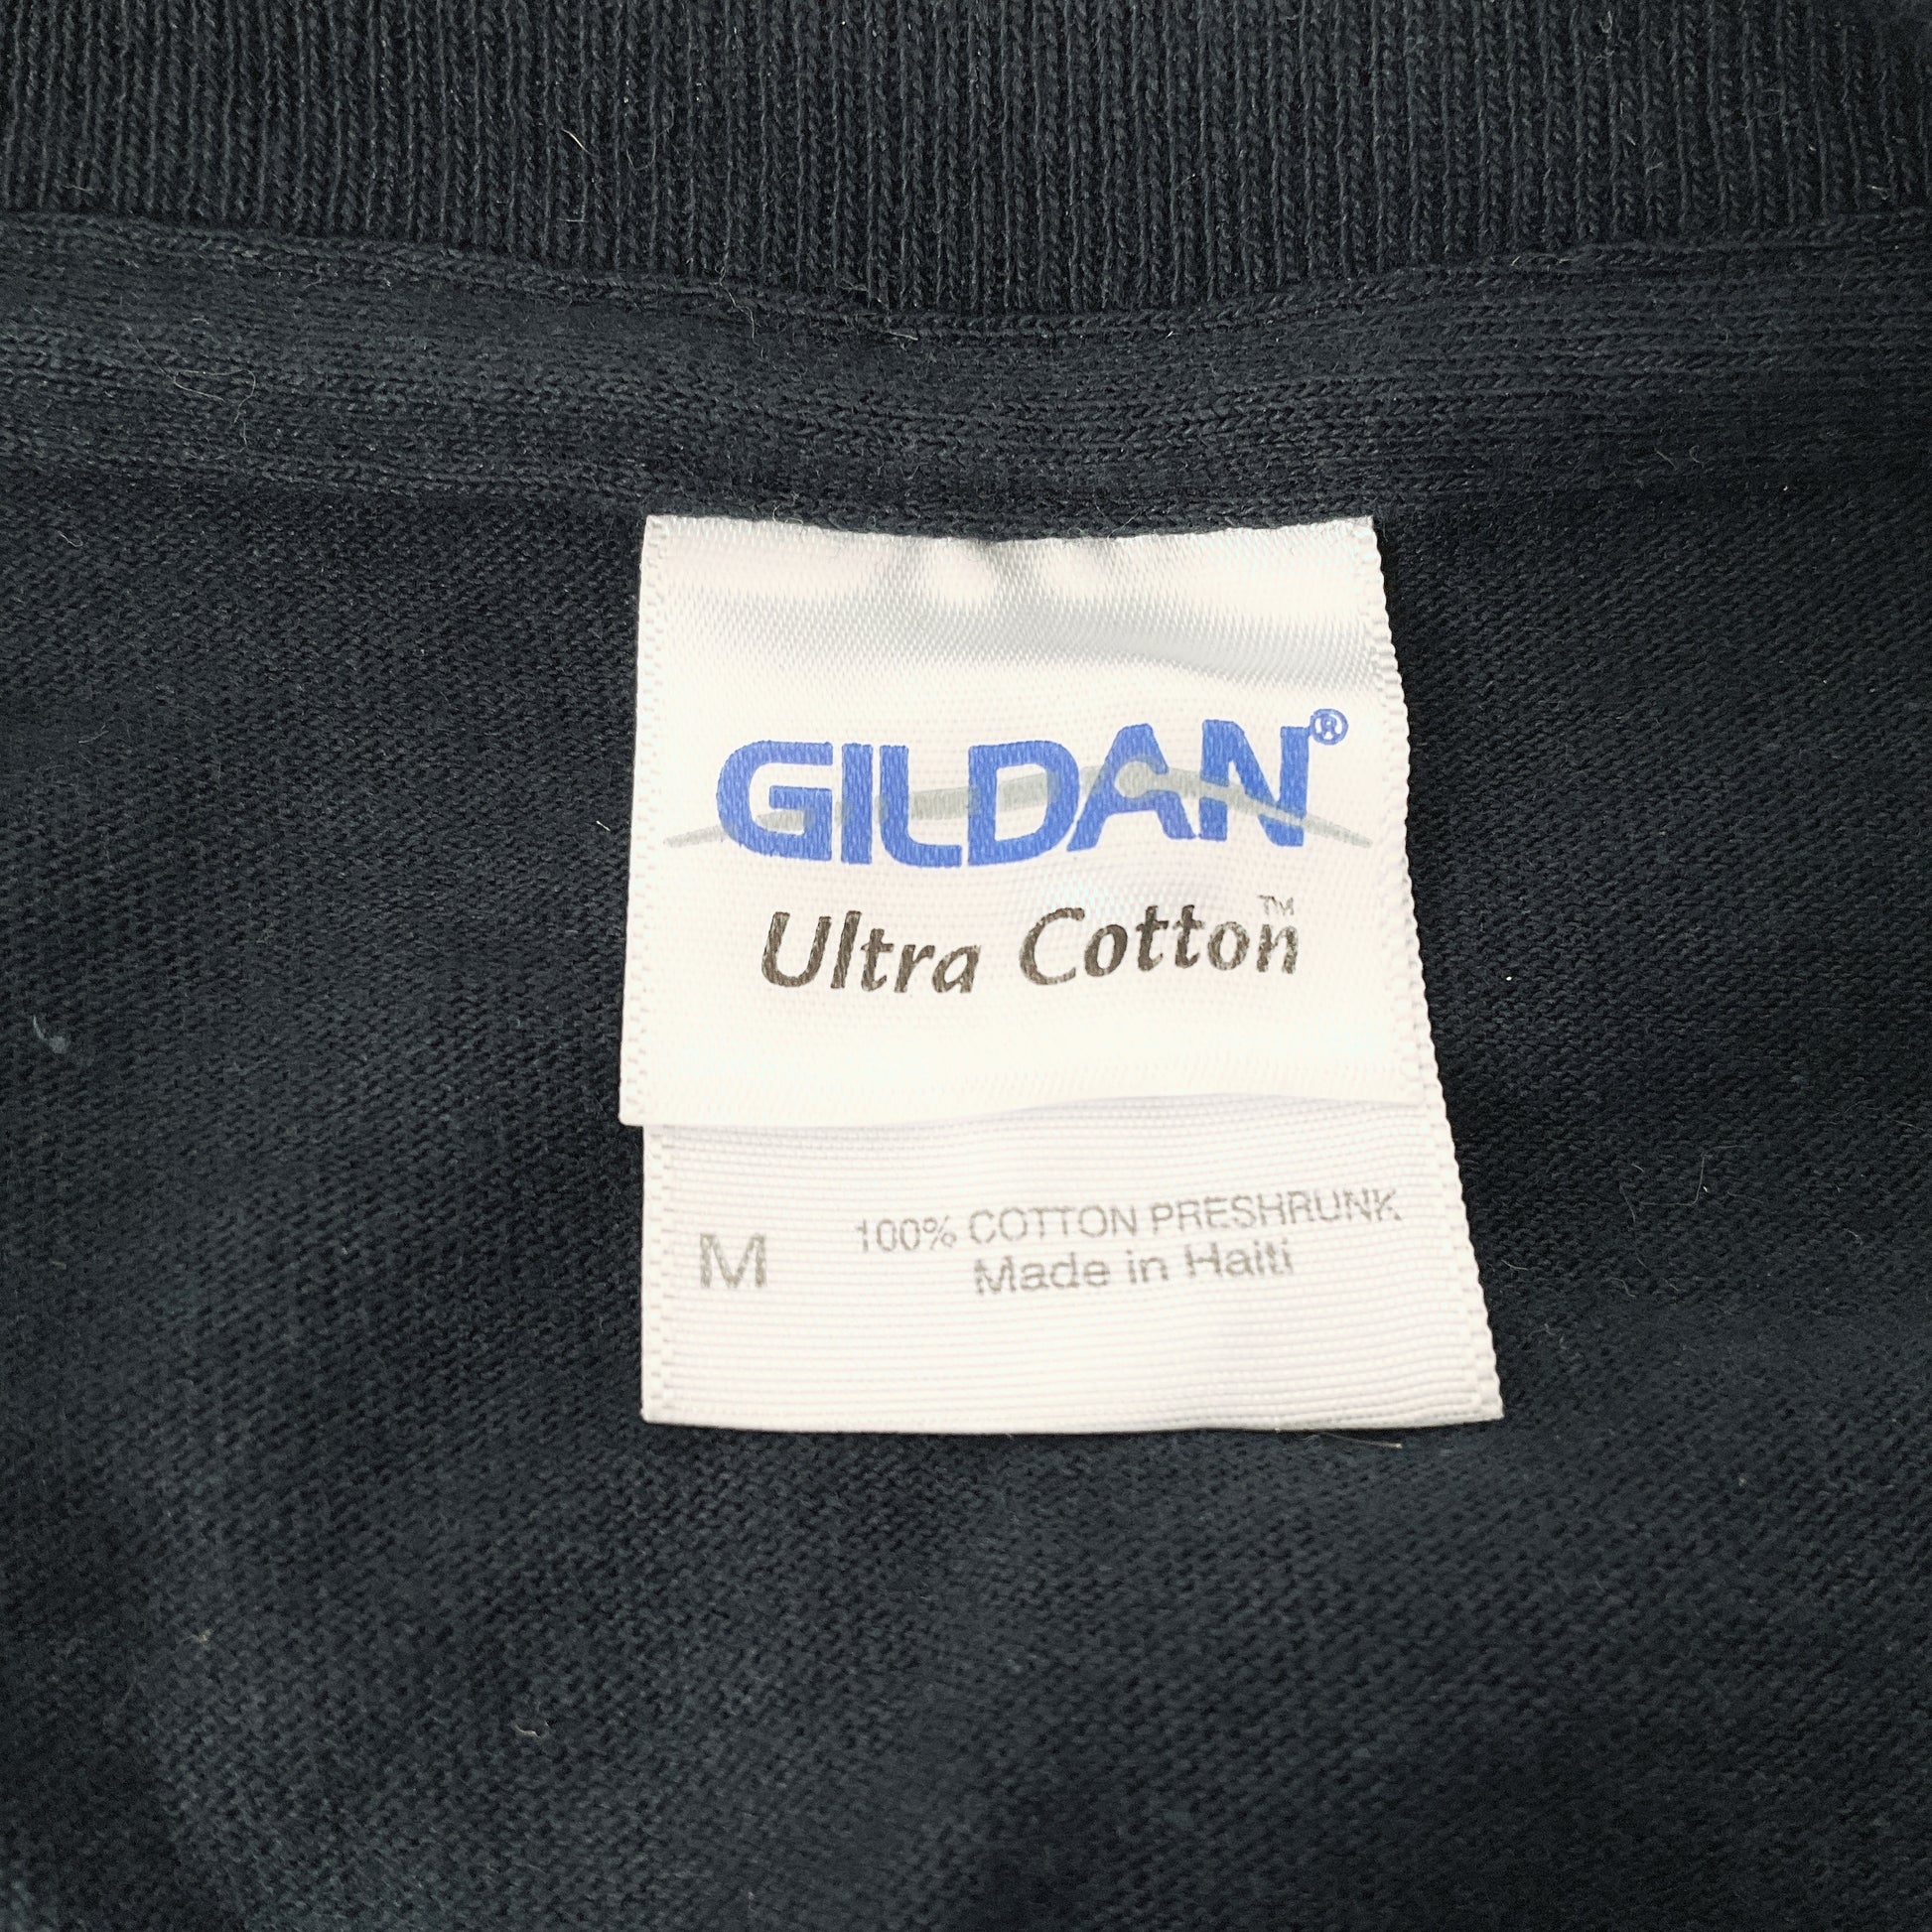 GILDAN®
Ultra Cotton™
M
100% COTTON PRESHRUNK
Made in Haiti